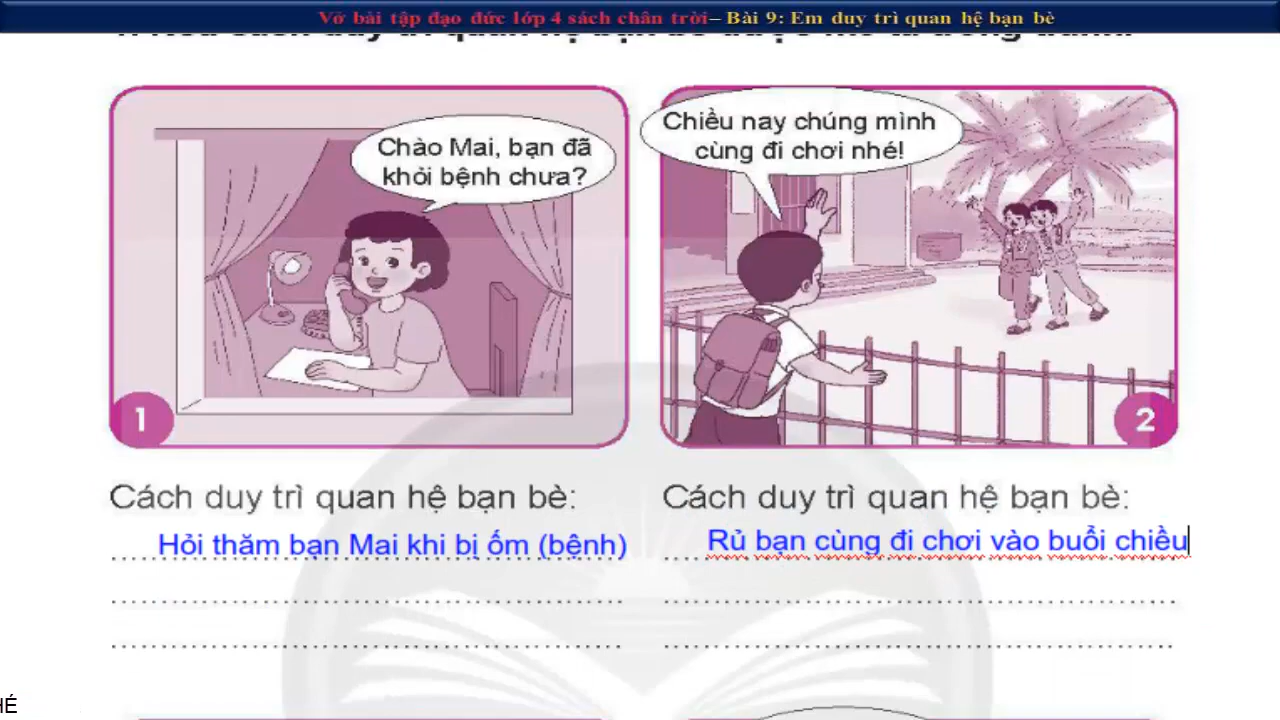 Vở bài tập đạo đức lớp 4 sách chân trời– Bài 9: Em duy trì quan hệ bạn bè
Chào Mai, bạn đã
khỏi bệnh chưa?
1
Chiều nay chúng mình
cùng đi chơi nhé!
2
Cách duy trì quan hệ bạn bè:
Hỏi thăm bạn Mai khi bị ốm (bệnh)
Cách duy trì quan hệ bạn bè:
Rủ bạn cùng đi chơi vào buổi chiều
HÉ